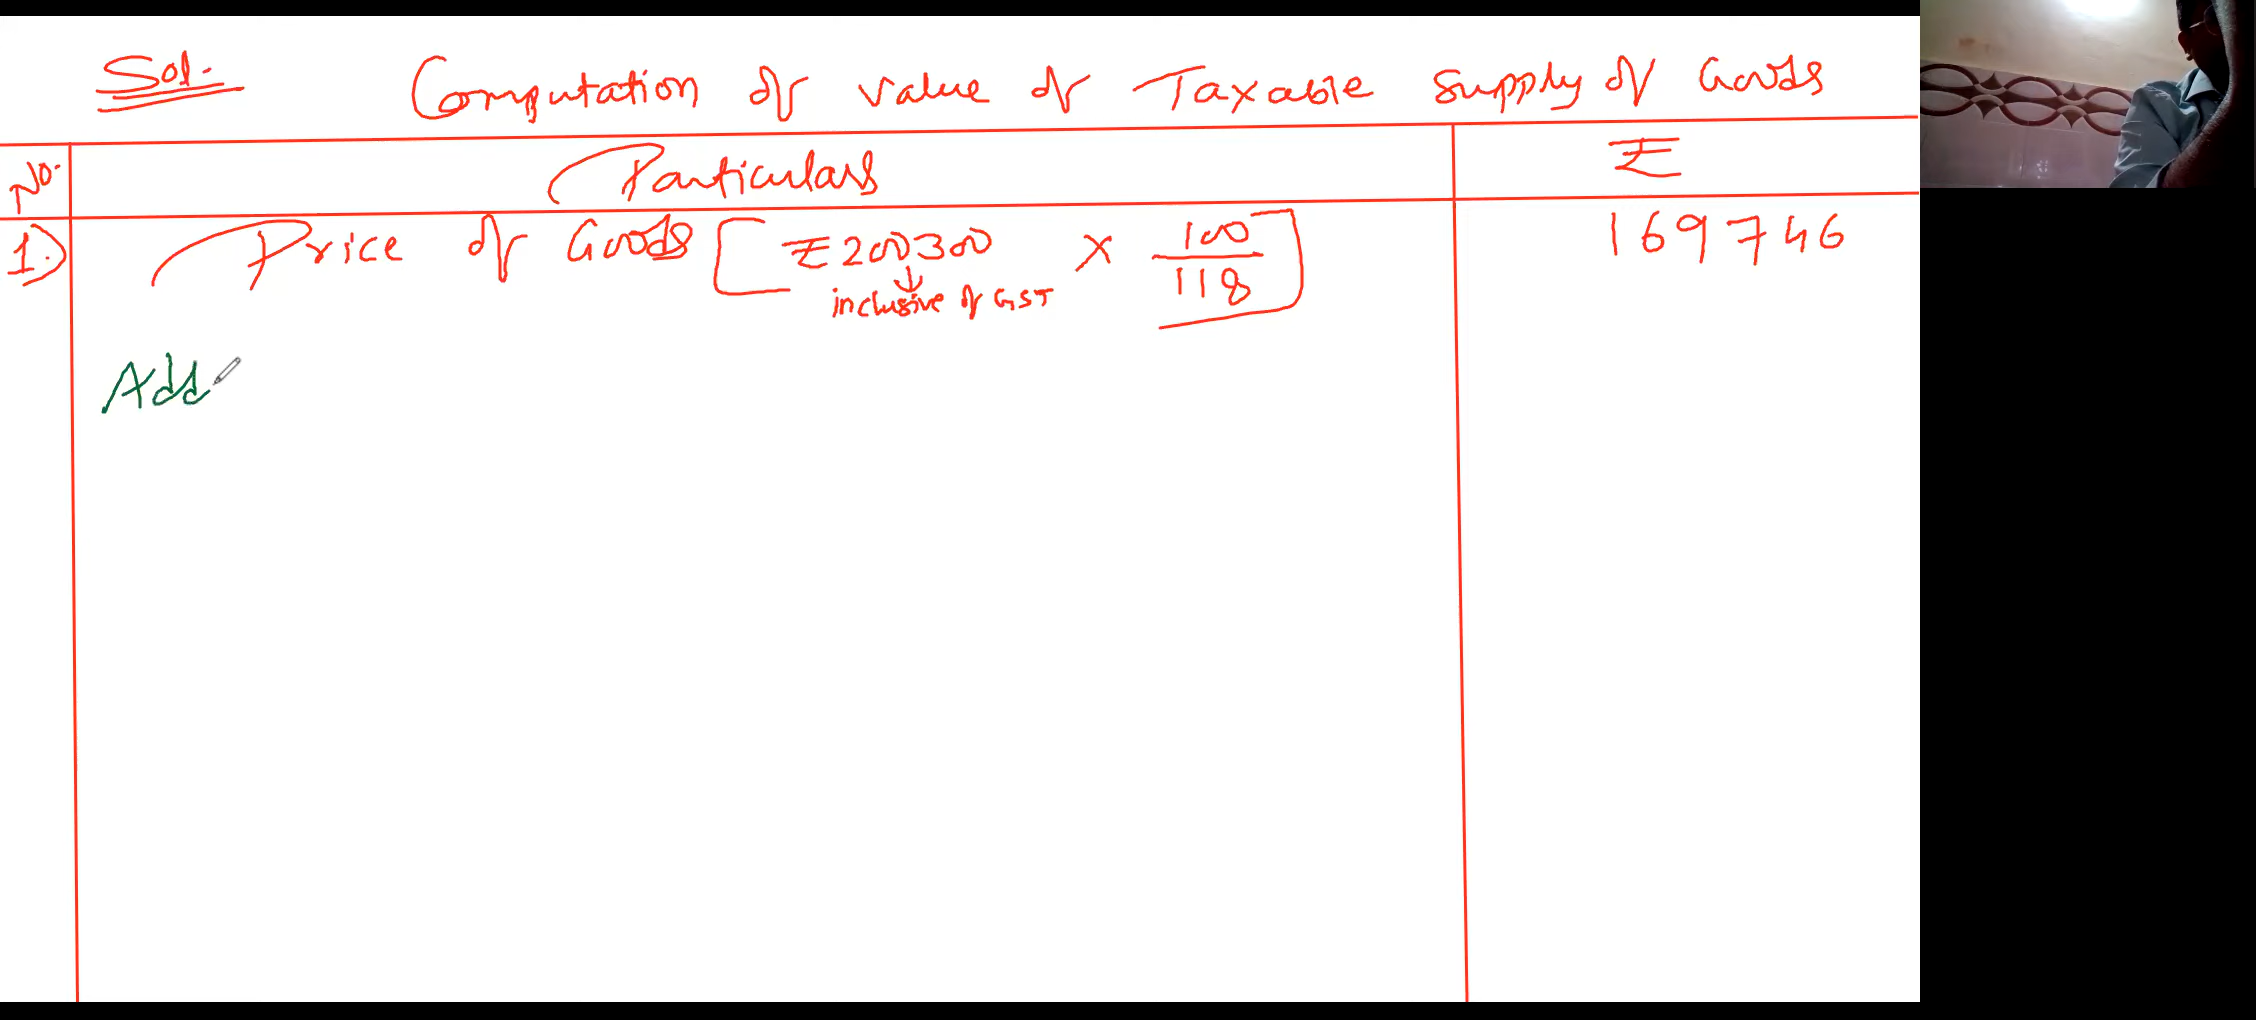 Sol. Computation of value of Taxable supply of Goods
No. Particulars ₹
1.) Price of Goods [₹200300 × 100/118] 169746
inclusive of GST
Add